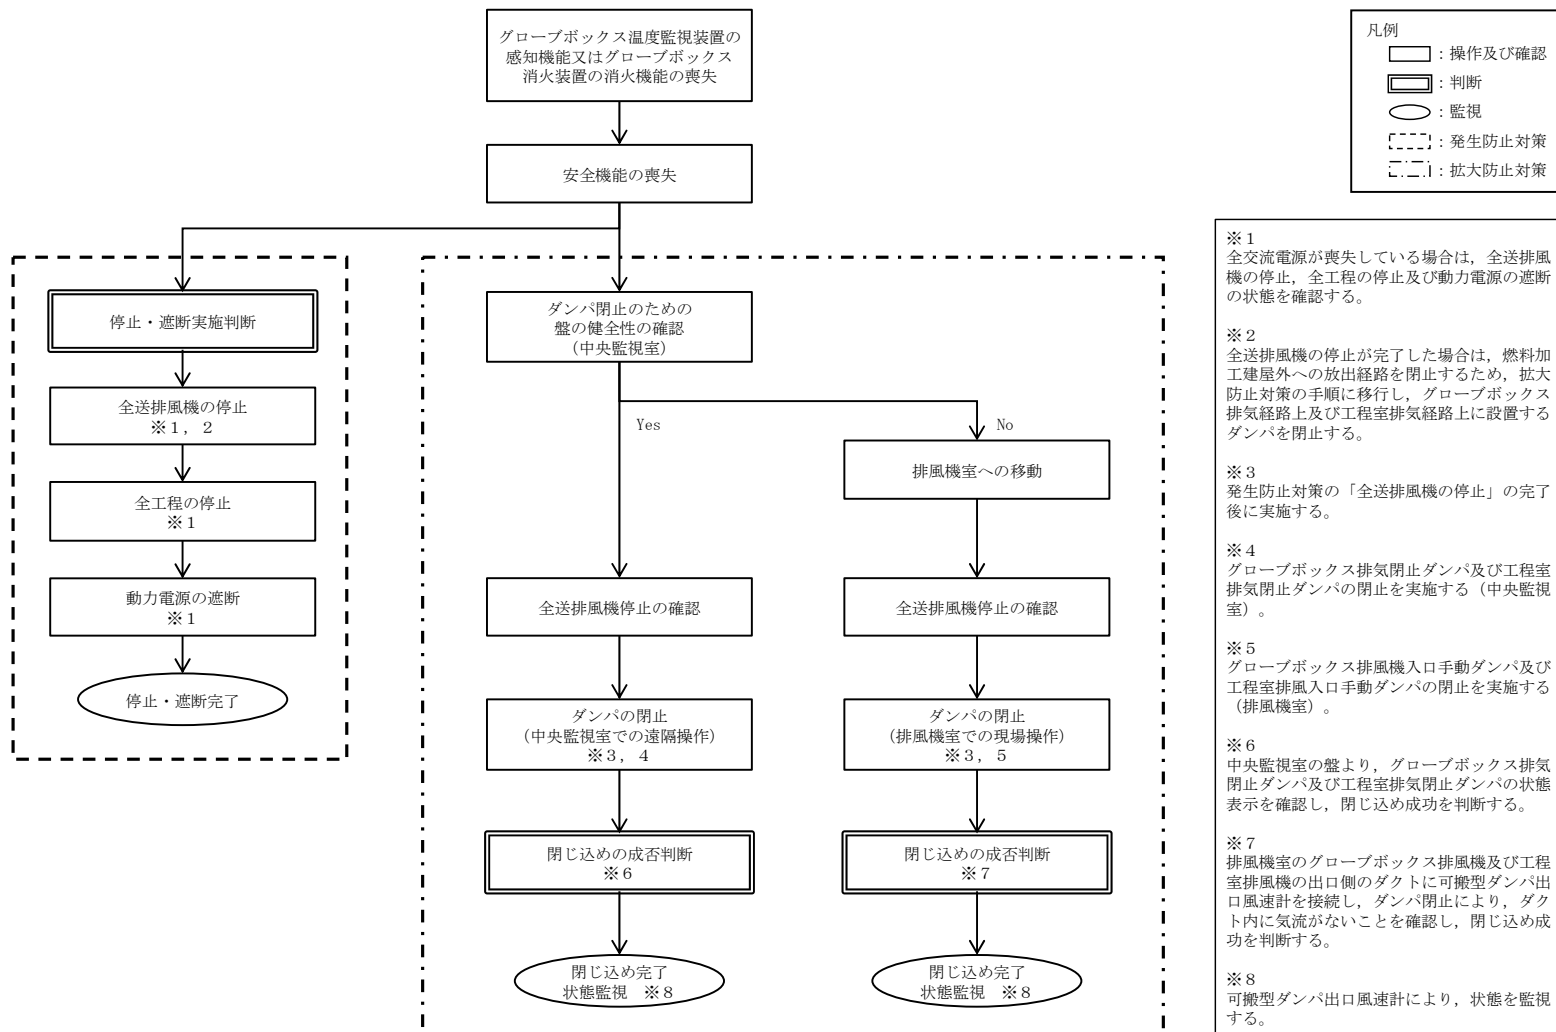 グローブボックス温度監視装置の
感知機能又はグローブボックス
消火装置の消火機能の喪失
安全機能の喪失
停止・遮断実施判断
全送排風機の停止
※1，2
全工程の停止
※1
動力電源の遮断
※1
停止・遮断完了
ダンパ閉止のための
盤の健全性の確認
（中央監視室）
Yes
No
排風機室への移動
全送排風機停止の確認
全送排風機停止の確認
ダンパの閉止
（中央監視室での遠隔操作）
※3，4
ダンパの閉止
（排風機室での現場操作）
※3，5
閉じ込めの成否判断
※6
閉じ込めの成否判断
※7
閉じ込め完了
状態監視　※8
閉じ込め完了
状態監視　※8
凡例
：操作及び確認
：判断
：監視
：発生防止対策
：拡大防止対策
※1
全交流電源が喪失している場合は，全送排風
機の停止，全工程の停止及び動力電源の遮断
の状態を確認する。
※2
全送排風機の停止が完了した場合は，燃料加
工建屋外への放出経路を閉止するため，拡大
防止対策の手順に移行し，グローブボックス
排気経路上及び工程室排気経路上に設置する
ダンパを閉止する。
※3
発生防止対策の「全送排風機の停止」の完了
後に実施する。
※4
グローブボックス排気閉止ダンパ及び工程室
排気閉止ダンパの閉止を実施する（中央監視
室）。
※5
グローブボックス排風機入口手動ダンパ及び
工程室排風入口手動ダンパの閉止を実施する
（排風機室）。
※6
中央監視室の盤より，グローブボックス排気
閉止ダンパ及び工程室排気閉止ダンパの状態
表示を確認し，閉じ込め成功を判断する。
※7
排風機室のグローブボックス排風機及び工程
室排風機の出口側のダクトに可搬型ダンパ出
口風速計を接続し，ダンパ閉止により，ダク
ト内に気流がないことを確認し，閉じ込め成
功を判断する。
※8
可搬型ダンパ出口風速計により，状態を監視
する。